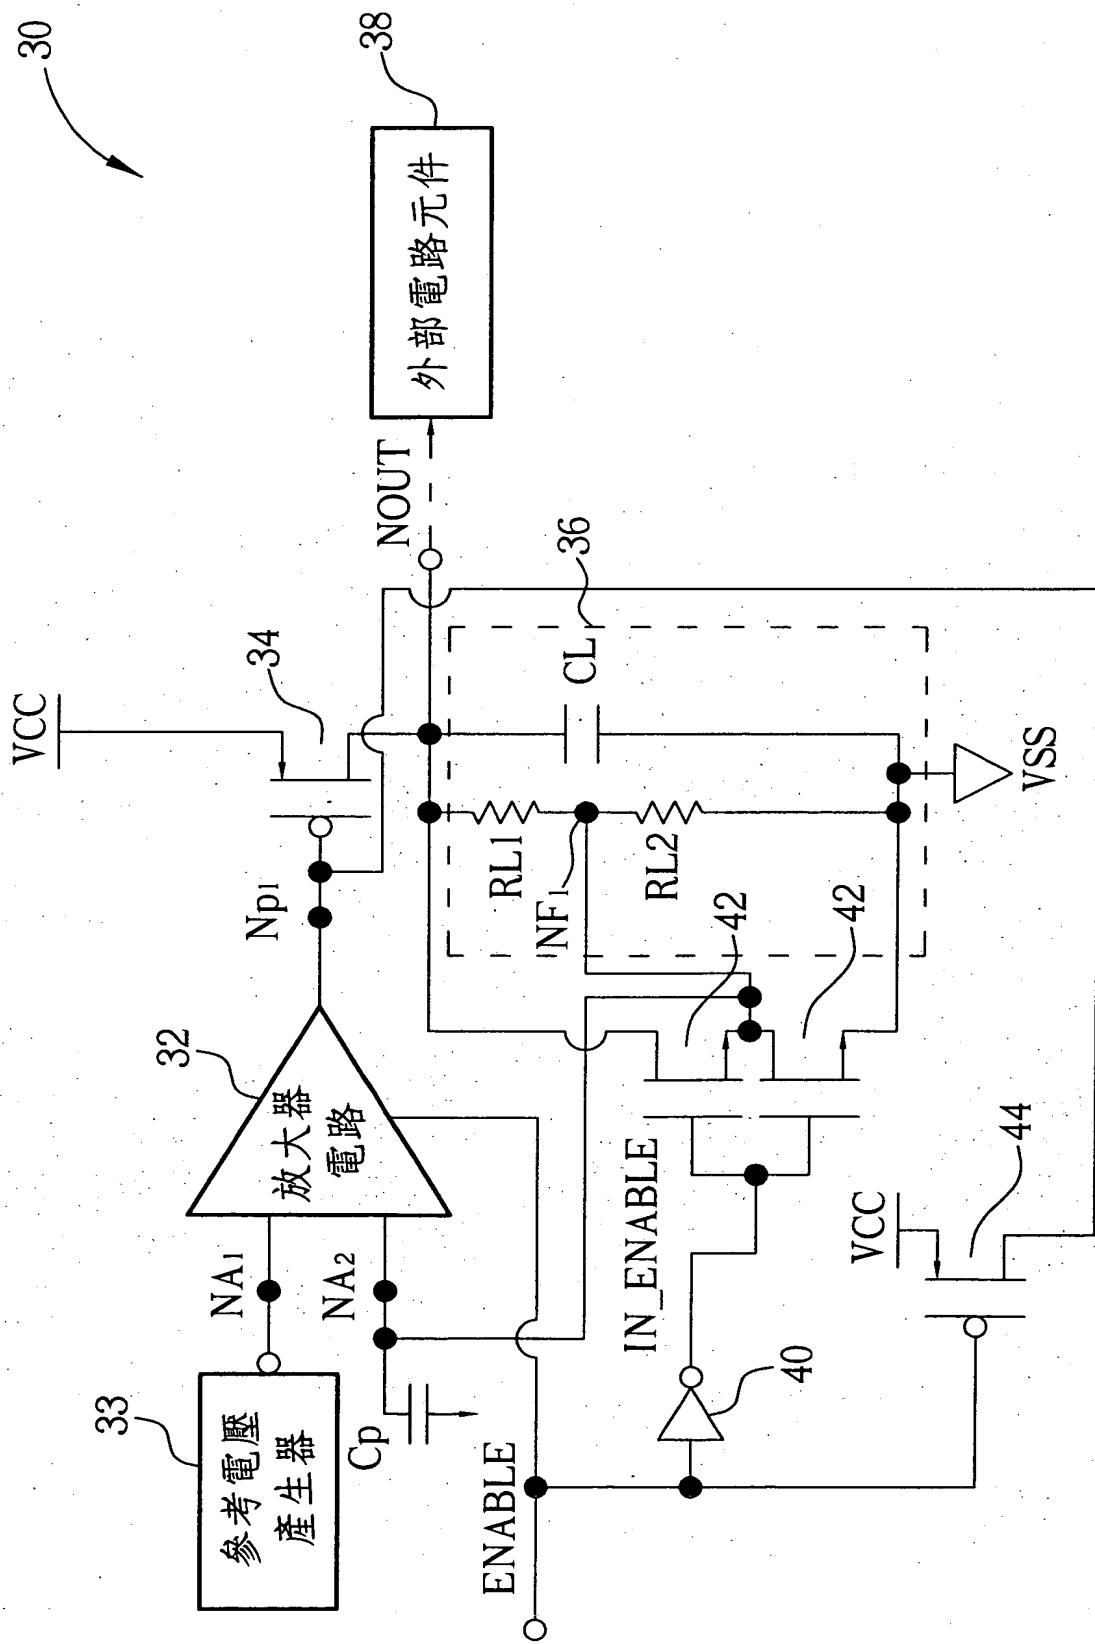 30
38
外部電路元件
NOUT
VCC
34
36
CL
RL1
NF1
RL2
VSS
Np1
32
放大器
電路
42
42
NA1
NA2
33
參考電壓
產生器
Cp
ENABLE
IN_ENABLE
40
VCC
44